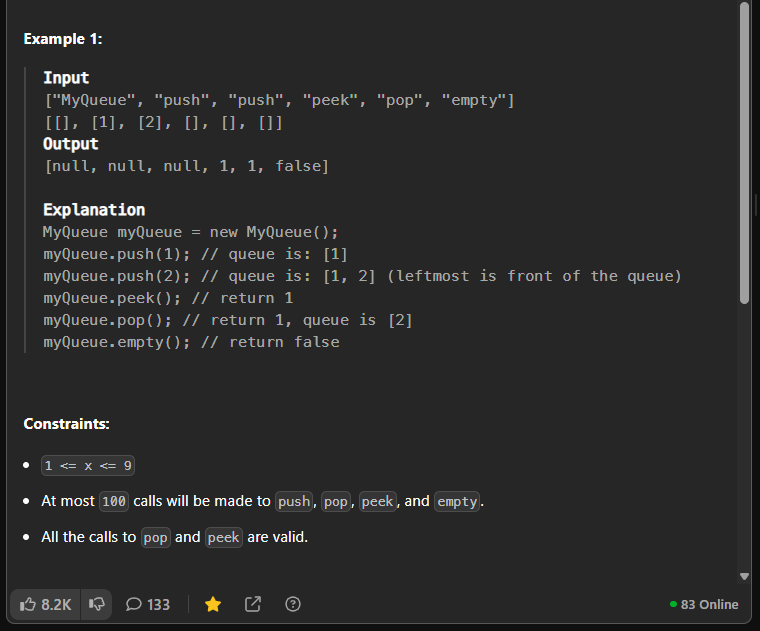 Example 1:
Input
["MyQueue", "push", "push", "peek", "pop", "empty"]
[[], [1], [2], [], [], []]
Output
[null, null, null, 1, 1, false]
Explanation
MyQueue myQueue = new MyQueue();
myQueue.push(1); // queue is: [1]
myQueue.push(2); // queue is: [1, 2] (leftmost is front of the queue)
myQueue.peek(); // return 1
myQueue.pop(); // return 1, queue is [2]
myQueue.empty(); // return false
Constraints:
1 <= x <= 9
At most 100 calls will be made to push, pop, peek, and empty.
All the calls to pop and peek are valid.
8.2K 133 83 Online